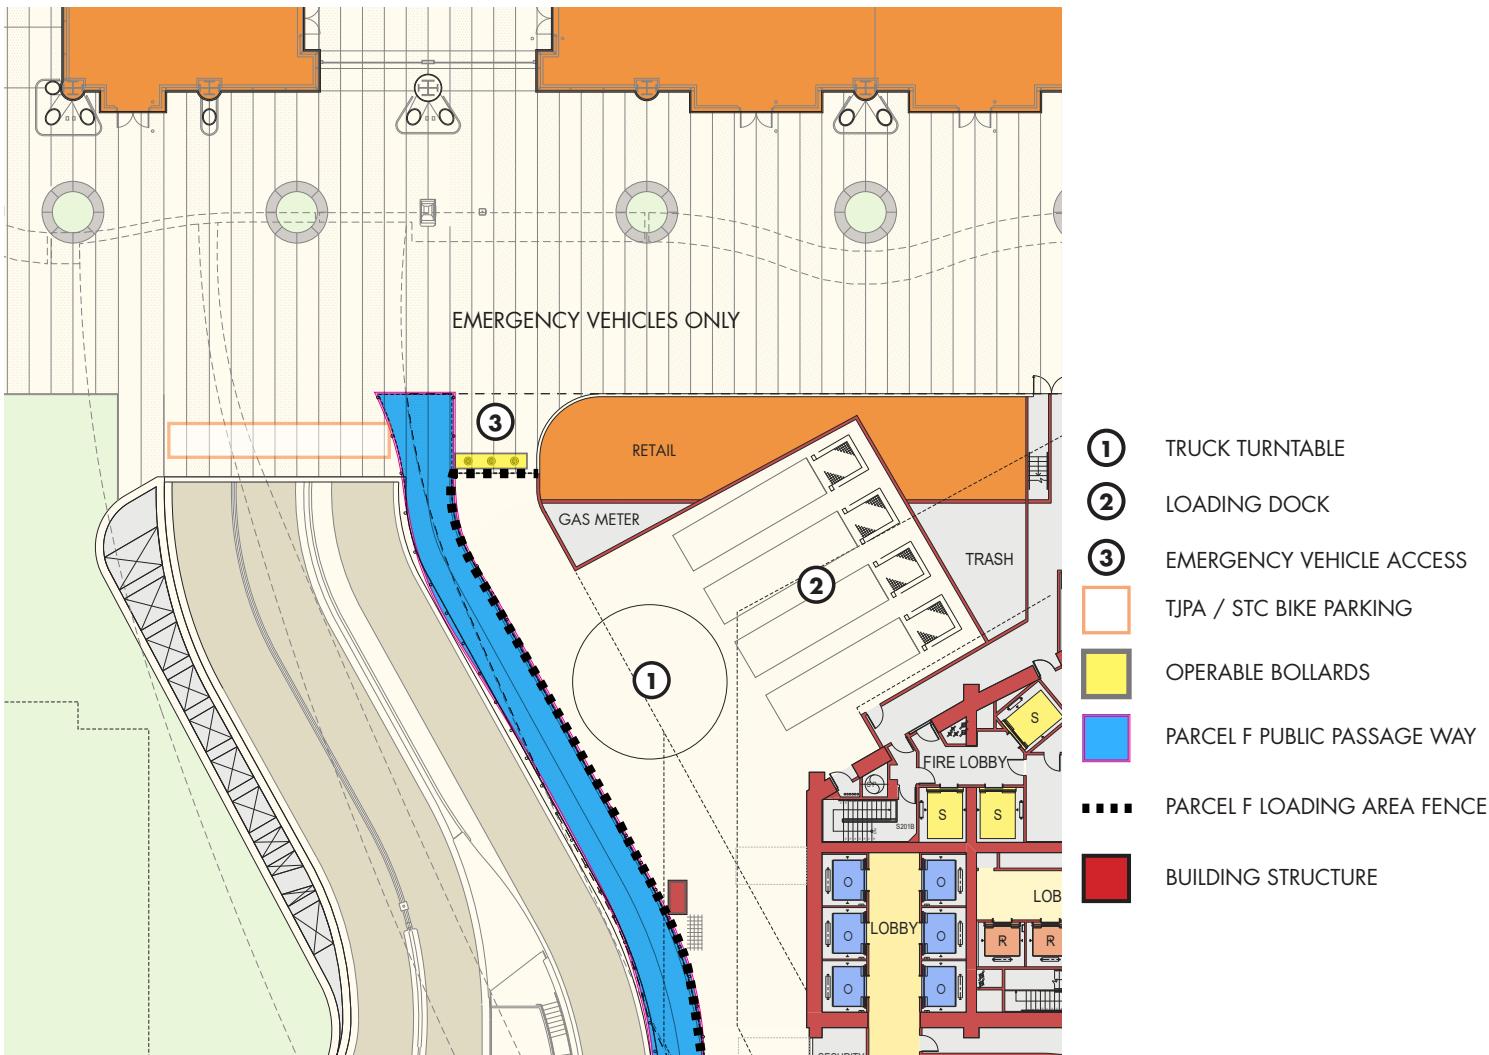 EMERGENCY VEHICLES ONLY
3
RETAIL
GAS METER
TRASH
2
1
S
FIRE LOBBY
S
S
S201B
O
O
LOB
LOBBY
O
O
R
R
O
O
SECURITY
1 TRUCK TURNTABLE
2 LOADING DOCK
3 EMERGENCY VEHICLE ACCESS
TJPA / STC BIKE PARKING
OPERABLE BOLLARDS
PARCEL F PUBLIC PASSAGE WAY
PARCEL F LOADING AREA FENCE
BUILDING STRUCTURE